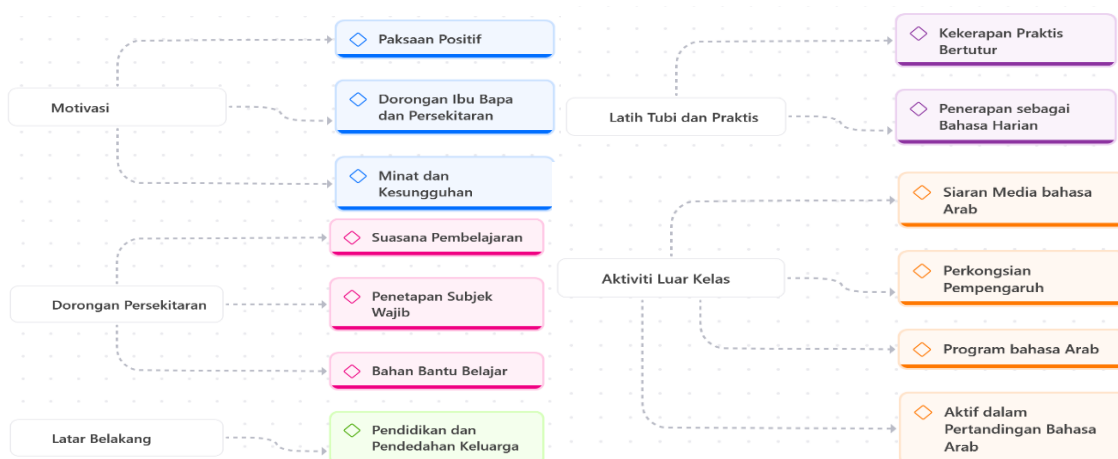 Motivasi
Paksaan Positif
Dorongan Ibu Bapa
dan Persekitaran
Minat dan
Kesungguhan
Dorongan Persekitaran
Suasana Pembelajaran
Penetapan Subjek
Wajib
Bahan Bantu Belajar
Latar Belakang
Pendidikan dan
Pendedahan Keluarga
Latih Tubi dan Praktis
Kekerapan Praktis
Bertutur
Penerapan sebagai
Bahasa Harian
Aktiviti Luar Kelas
Siaran Media bahasa
Arab
Perkongsian
Pempengaruh
Program bahasa Arab
Aktif dalam
Pertandingan Bahasa
Arab